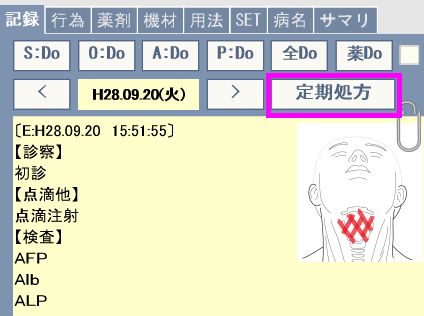 記録 行為 薬剤 機材 用法 SET 病名 サマリ
S:Do O:Do A:Do P:Do 全Do 薬Do
< H28.09.20(火) > 定期処方
[E:H28.09.20 15:51:55]
【診察】
初診
【点滴他】
点滴注射
【検査】
AFP
Alb
ALP